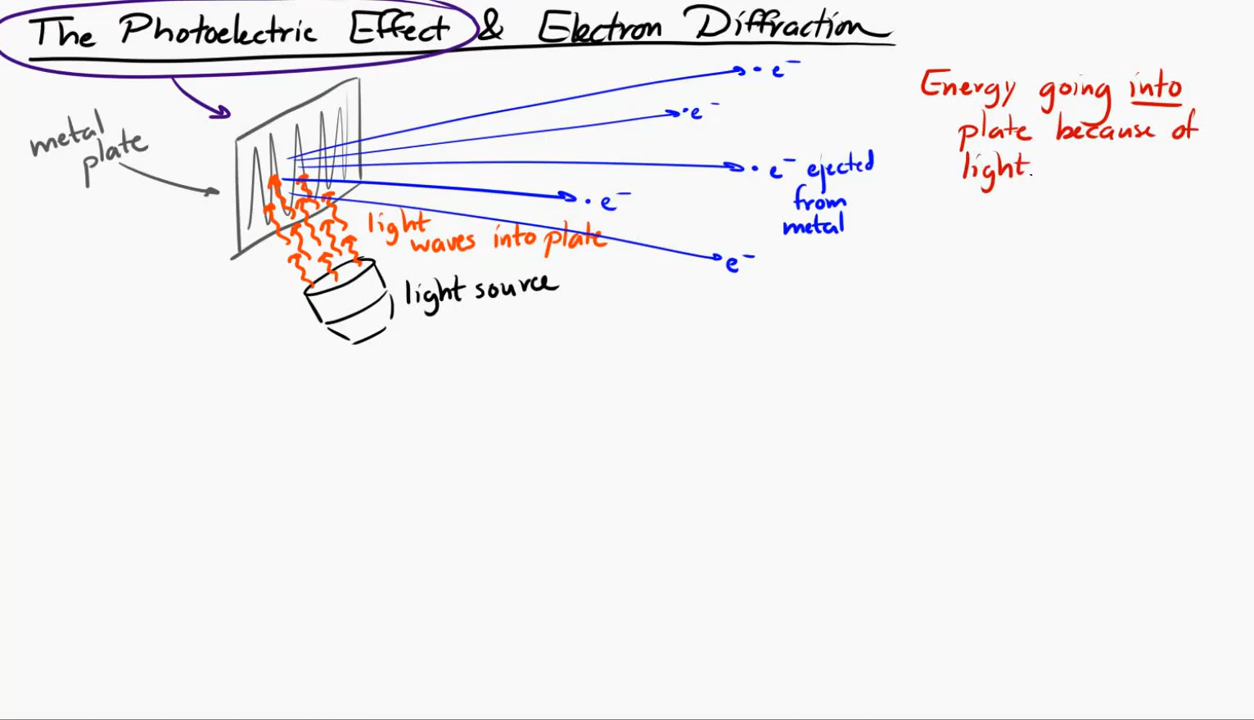 The Photoelectric Effect & Electron Diffraction
metal
plate
• e⁻
• e⁻
• e⁻ ejected
from
metal
• e⁻
e⁻
light
waves into plate
light source
Energy going into
plate because of
light.